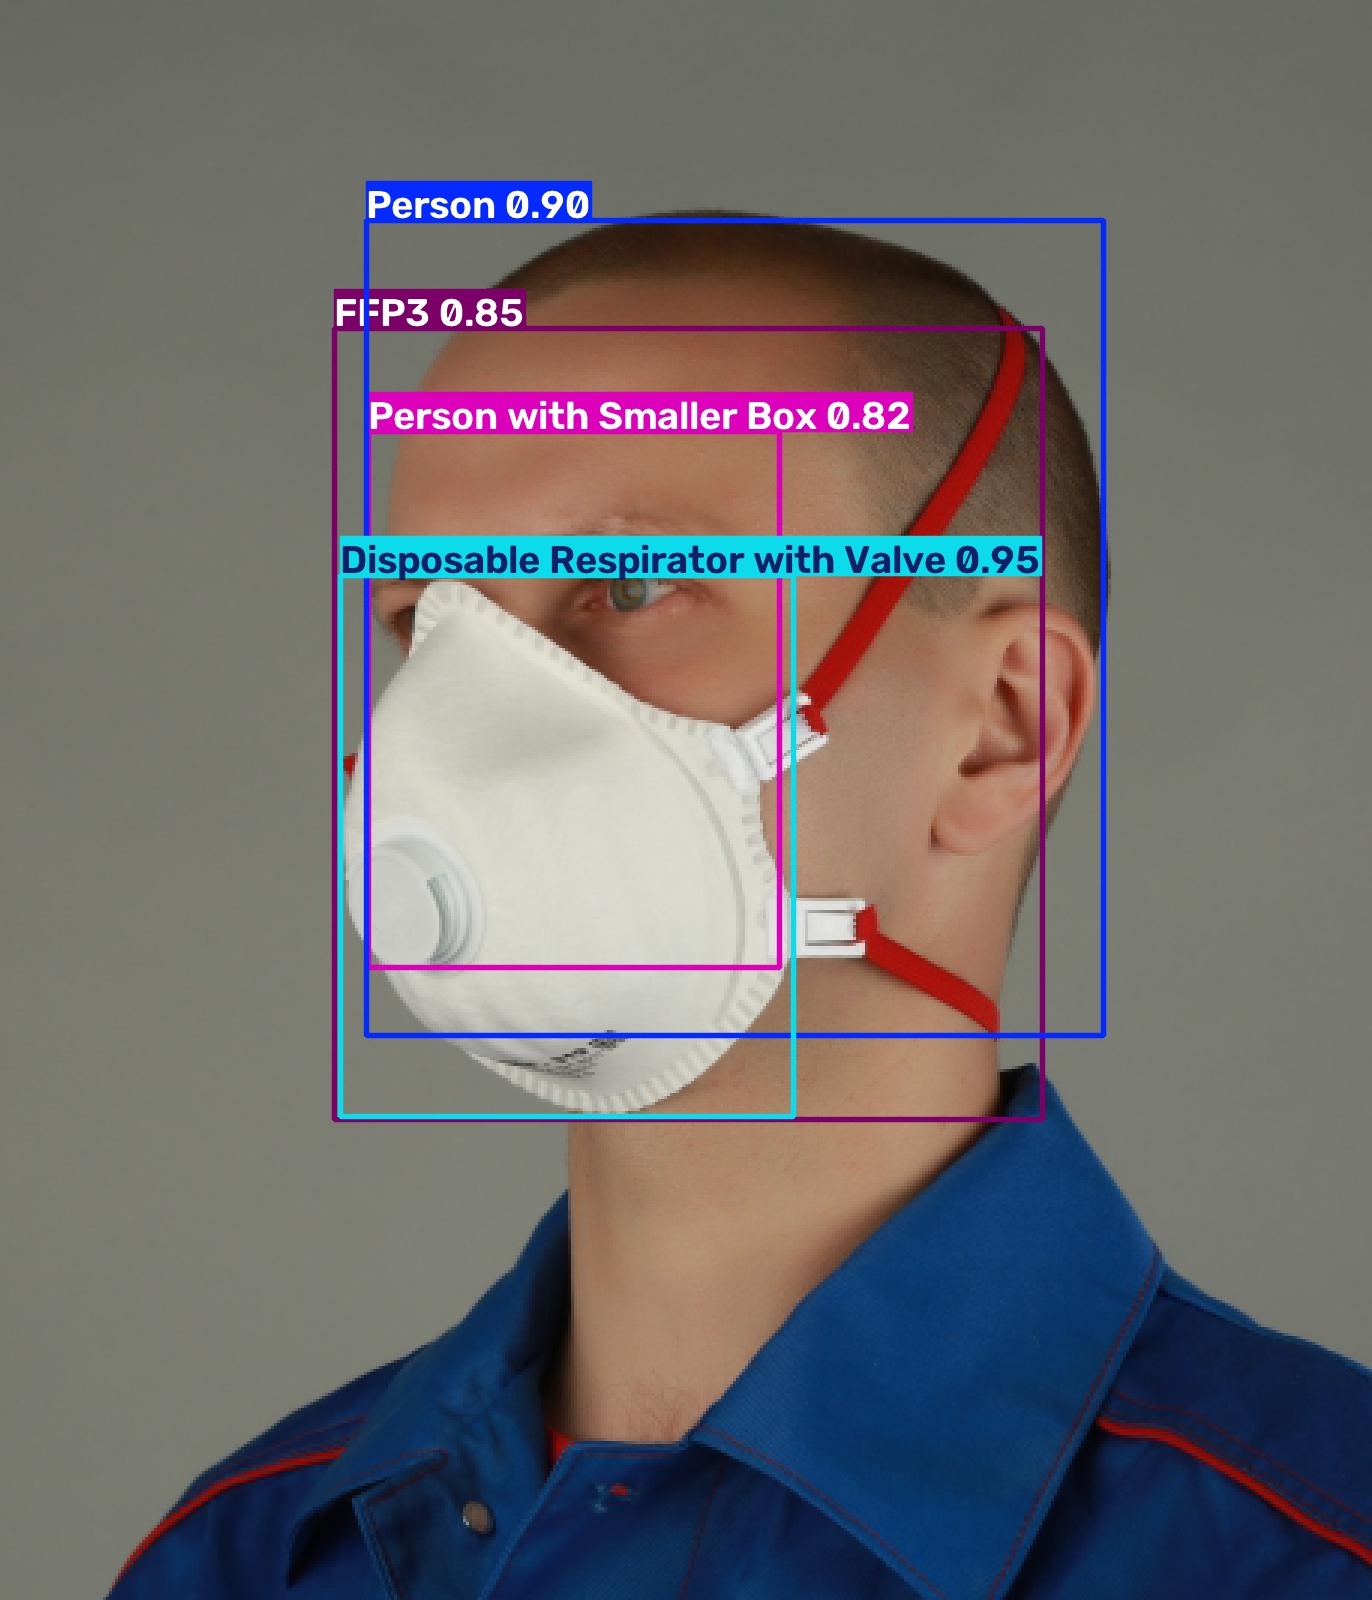 Person 0.90
FFP3 0.85
Person with Smaller Box 0.82
Disposable Respirator with Valve 0.95